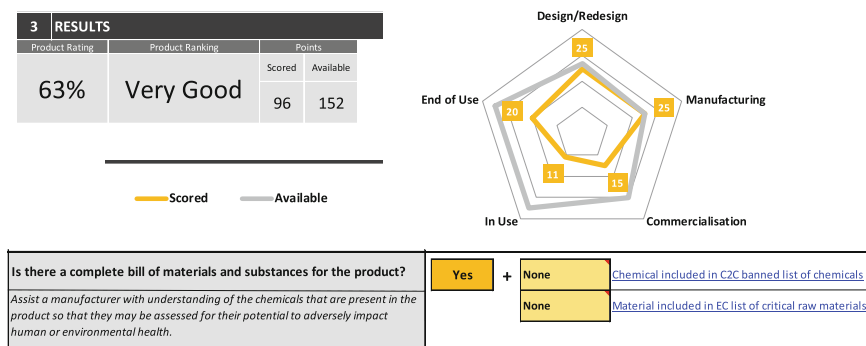 3 RESULTS
Product Rating Product Ranking Points
Scored Available
63% Very Good
96 152
Scored Available
Design/Redesign
25
End of Use
20
25
Manufacturing
11
15
In Use
Commercialisation
Is there a complete bill of materials and substances for the product?
Yes + None Chemical included in C2C banned list of chemicals
Assist a manufacturer with understanding of the chemicals that are present in the
product so that they may be assessed for their potential to adversely impact
human or environmental health.
None Material included in EC list of critical raw materials